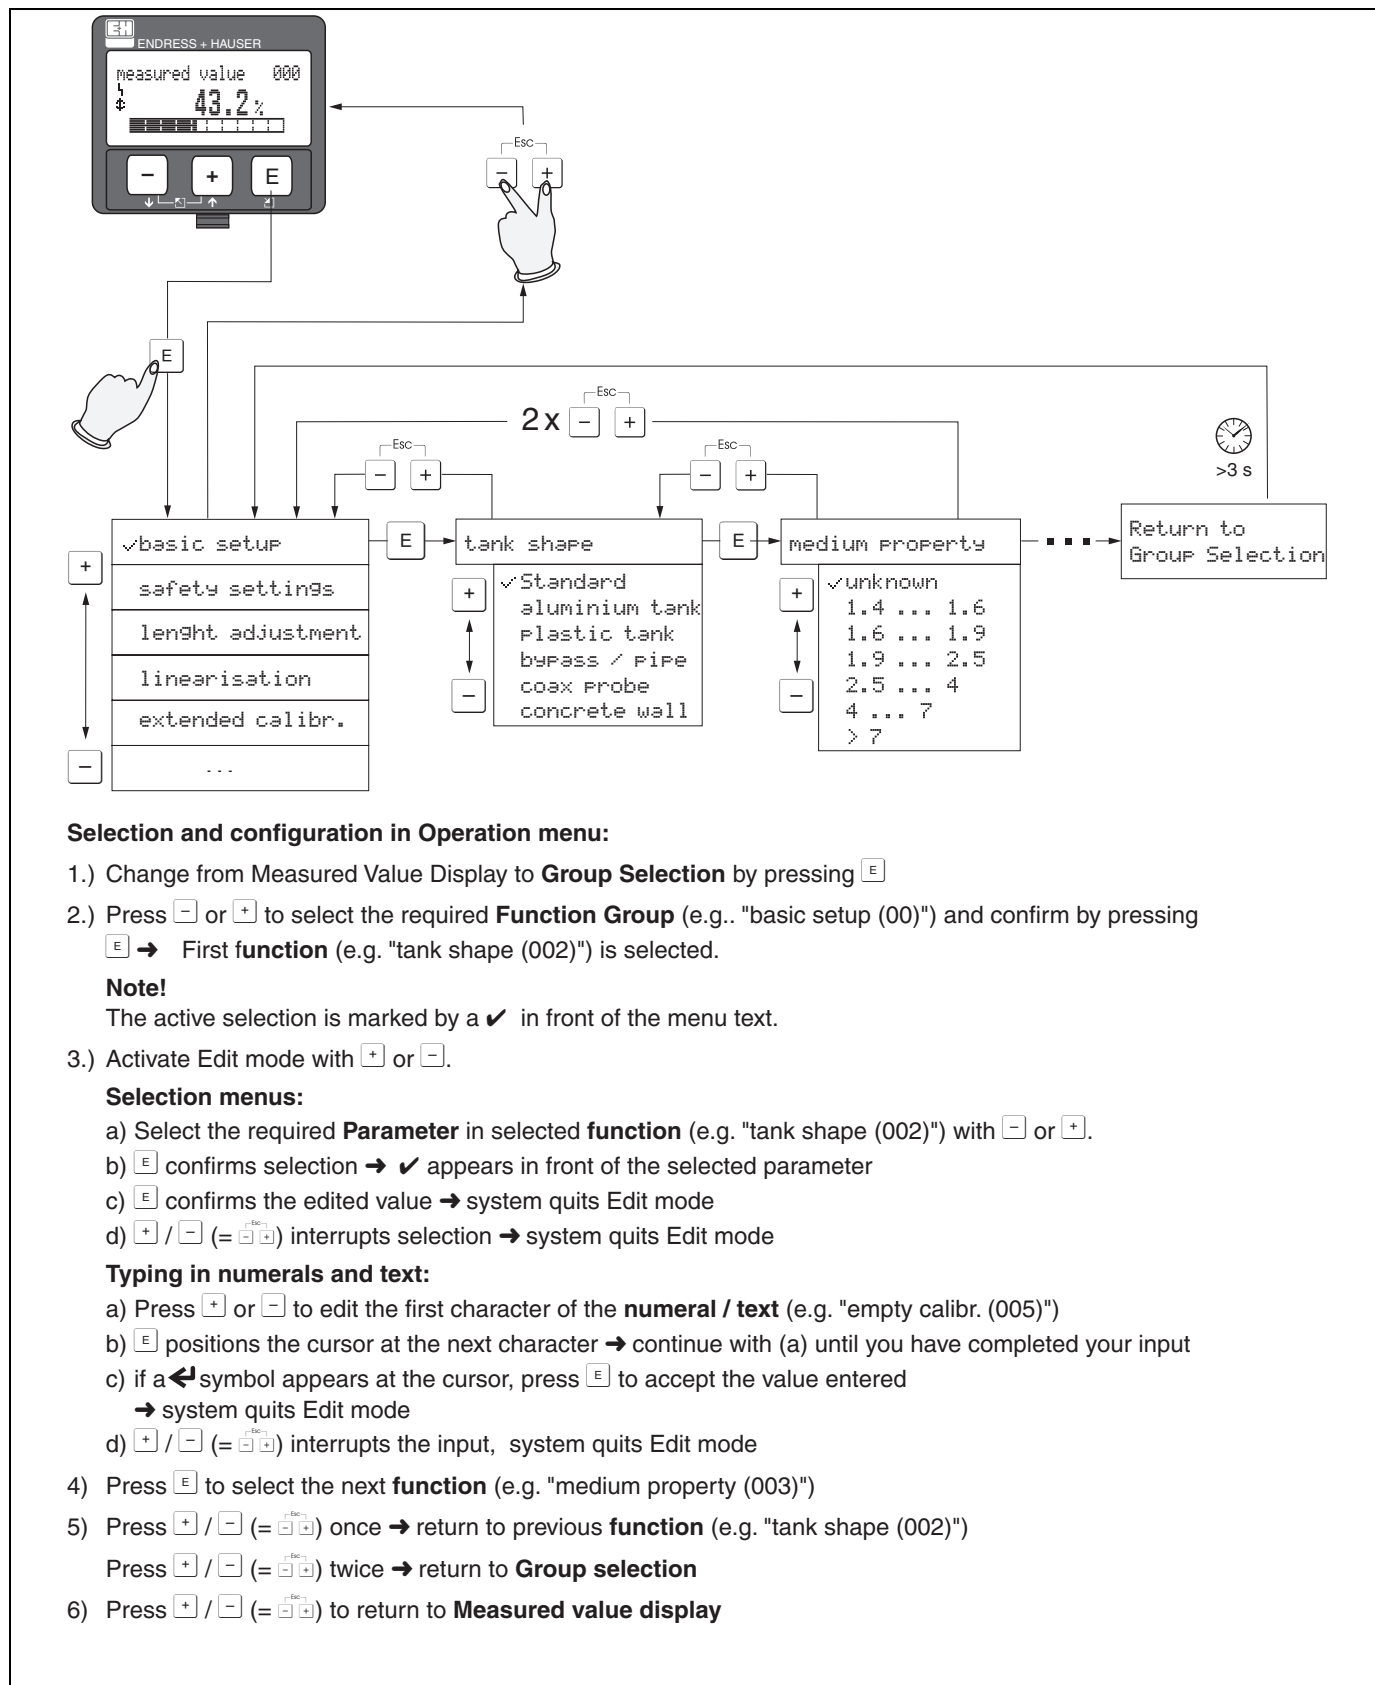 E+H
ENDRESS + HAUSER
measured value 000
43.2%
- + E
Esc
- +
E
Esc
2 x - +
Esc
- +
Esc
- +
>3 s
✓basic setup
E
tank shape
E
medium property
Return to
Group Selection
+
safety settings
lenght adjustment
linearisation
extended calibr.
...
-
+
✓Standard
aluminium tank
plastic tank
bypass / pipe
coax probe
concrete wall
-
+
✓unknown
1.4 ... 1.6
1.6 ... 1.9
1.9 ... 2.5
2.5 ... 4
4 ... 7
> 7
-
Selection and configuration in Operation menu:
1.) Change from Measured Value Display to Group Selection by pressing E
2.) Press - or + to select the required Function Group (e.g.. "basic setup (00)") and confirm by pressing
E ➜ First function (e.g. "tank shape (002)") is selected.
Note!
The active selection is marked by a ✔ in front of the menu text.
3.) Activate Edit mode with + or -.
Selection menus:
a) Select the required Parameter in selected function (e.g. "tank shape (002)") with - or +.
b) E confirms selection ➜ ✔ appears in front of the selected parameter
c) E confirms the edited value ➜ system quits Edit mode
d) + / - (= Esc - +) interrupts selection ➜ system quits Edit mode
Typing in numerals and text:
a) Press + or - to edit the first character of the numeral / text (e.g. "empty calibr. (005)")
b) E positions the cursor at the next character ➜ continue with (a) until you have completed your input
c) if a ↵ symbol appears at the cursor, press E to accept the value entered
➜ system quits Edit mode
d) + / - (= Esc - +) interrupts the input, system quits Edit mode
4) Press E to select the next function (e.g. "medium property (003)")
5) Press + / - (= Esc - +) once ➜ return to previous function (e.g. "tank shape (002)")
Press + / - (= Esc - +) twice ➜ return to Group selection
6) Press + / - (= Esc - +) to return to Measured value display